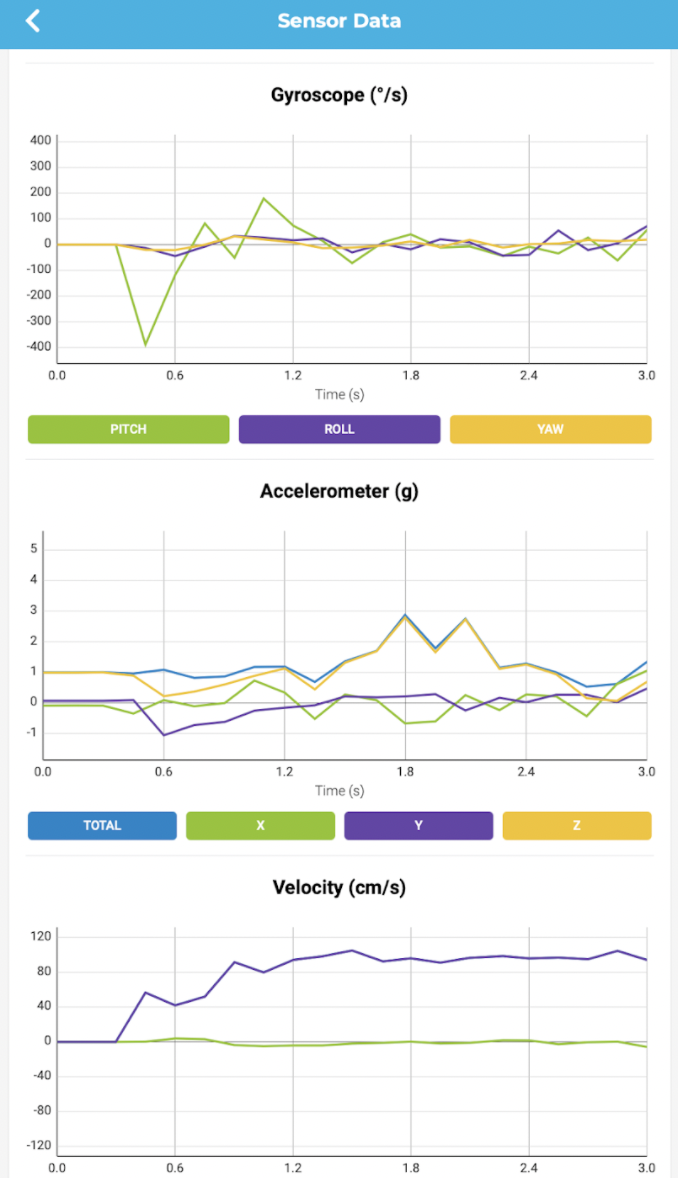 Sensor Data
Gyroscope (°/s)
400
300
200
100
0
-100
-200
-300
-400
0.0 0.6 1.2 1.8 2.4 3.0
Time (s)
PITCH ROLL YAW
Accelerometer (g)
5
4
3
2
1
0
-1
0.0 0.6 1.2 1.8 2.4 3.0
Time (s)
TOTAL X Y Z
Velocity (cm/s)
120
80
40
0
-40
-80
-120
0.0 0.6 1.2 1.8 2.4 3.0